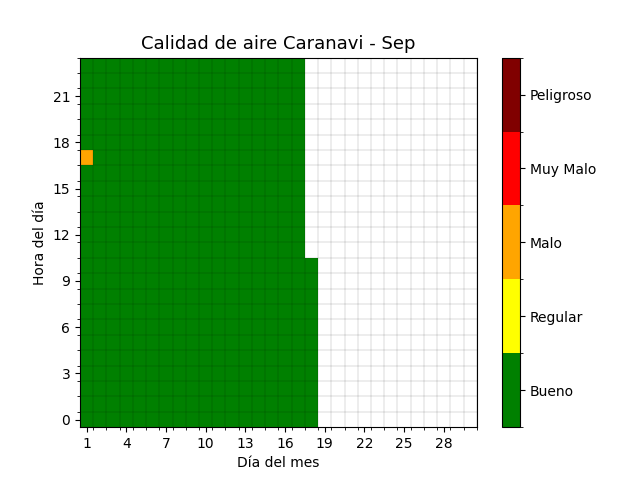 Calidad de aire Caranavi - Sep
Hora del día
21
18
15
12
9
6
3
0
1 4 7 10 13 16 19 22 25 28
Día del mes
Peligroso
Muy Malo
Malo
Regular
Bueno